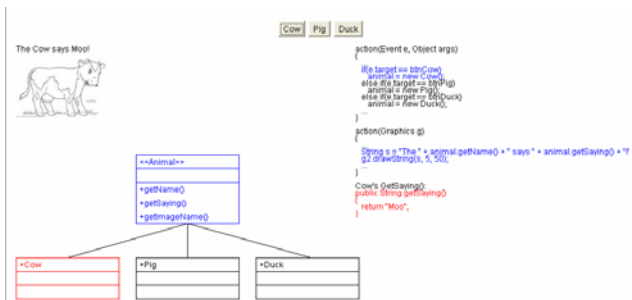 Cow Pig Duck
The Cow says Moo!
action(Event e, Object args)
{
...
if(e.target == btnCow)
animal = new Cow();
else if(e.target == btnPig)
animal = new Pig();
else if(e.target == btnDuck)
animal = new Duck();
...
}
action(Graphics g)
{
...
String s = "The " + animal.getName() + " says " + animal.getSaying() + "!
g2.drawString(s, 5, 50);
...
}
Cow's GetSaying():
public String getSaying()
{
return "Moo";
}
<<Animal>>
+getName()
+getSaying()
+getImageName()
+Cow
+Pig
+Duck